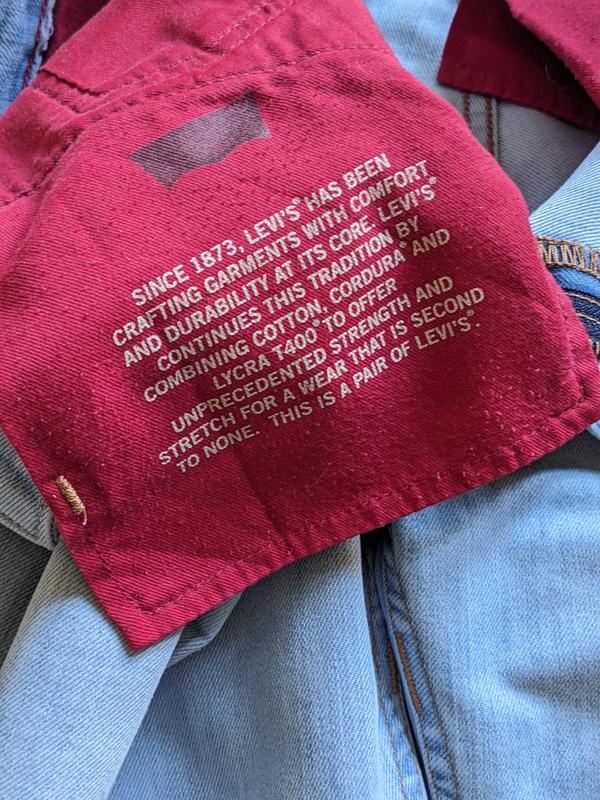 SINCE 1873, LEVI'S® HAS BEEN
CRAFTING GARMENTS WITH COMFORT
AND DURABILITY AT ITS CORE. LEVI'S®
CONTINUES THIS TRADITION BY
COMBINING COTTON, CORDURA® AND
LYCRA T400® TO OFFER
UNPRECEDENTED STRENGTH AND
STRETCH FOR A WEAR THAT IS SECOND
TO NONE. THIS IS A PAIR OF LEVI'S®.